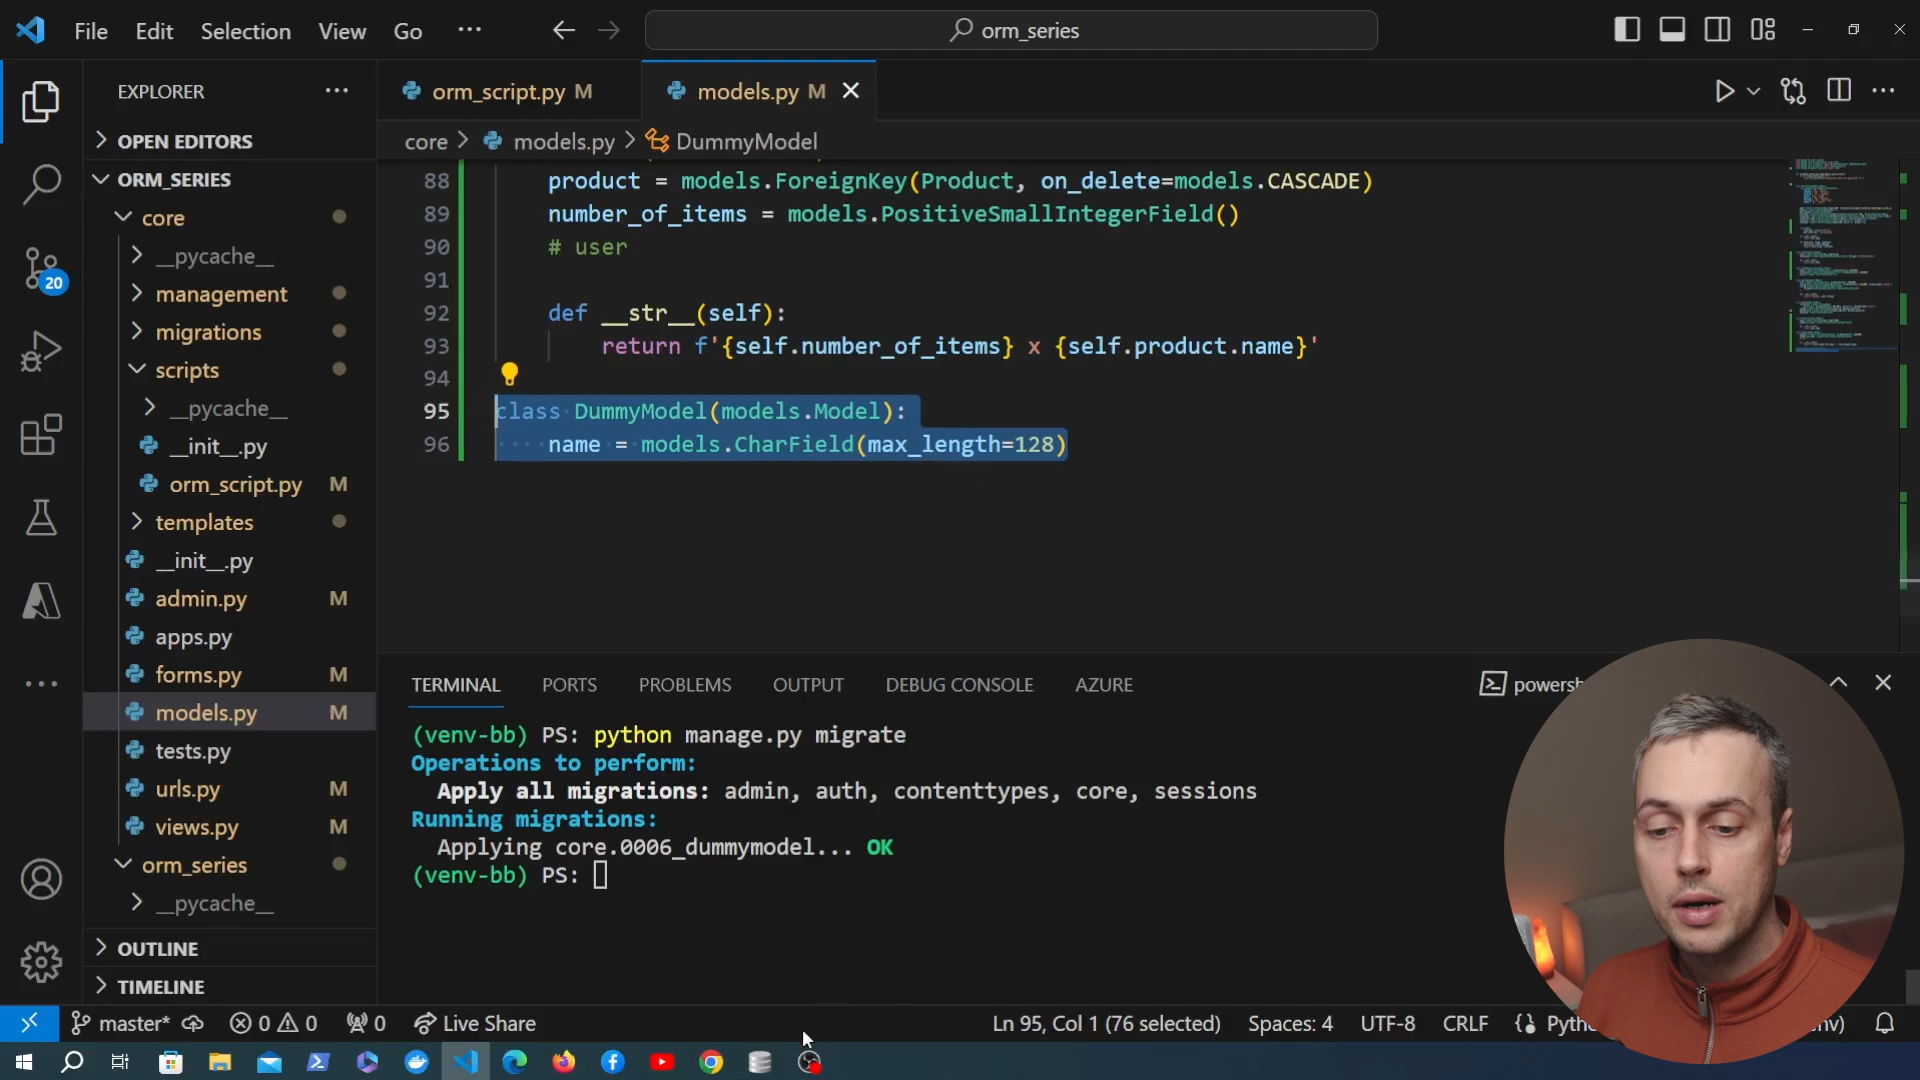 File Edit Selection View Go ··· orm_series
EXPLORER ···
OPEN EDITORS
ORM_SERIES
core
__pycache__
management
migrations
scripts
__pycache__
__init__.py
orm_script.py M
templates
__init__.py
admin.py M
apps.py
forms.py M
models.py M
tests.py
urls.py M
views.py M
orm_series
__pycache__
OUTLINE
TIMELINE
20
orm_script.py M models.py M
core > models.py > DummyModel
88 product = models.ForeignKey(Product, on_delete=models.CASCADE)
89 number_of_items = models.PositiveSmallIntegerField()
90 # user
91
92 def __str__(self):
93 return f'{self.number_of_items} x {self.product.name}'
94
95 class DummyModel(models.Model):
96 name = models.CharField(max_length=128)
TERMINAL PORTS PROBLEMS OUTPUT DEBUG CONSOLE AZURE
(venv-bb) PS: python manage.py migrate
Operations to perform:
Apply all migrations: admin, auth, contenttypes, core, sessions
Running migrations:
Applying core.0006_dummymodel... OK
(venv-bb) PS:
master* 0 0 0 Live Share Ln 95, Col 1 (76 selected) Spaces: 4 UTF-8 CRLF